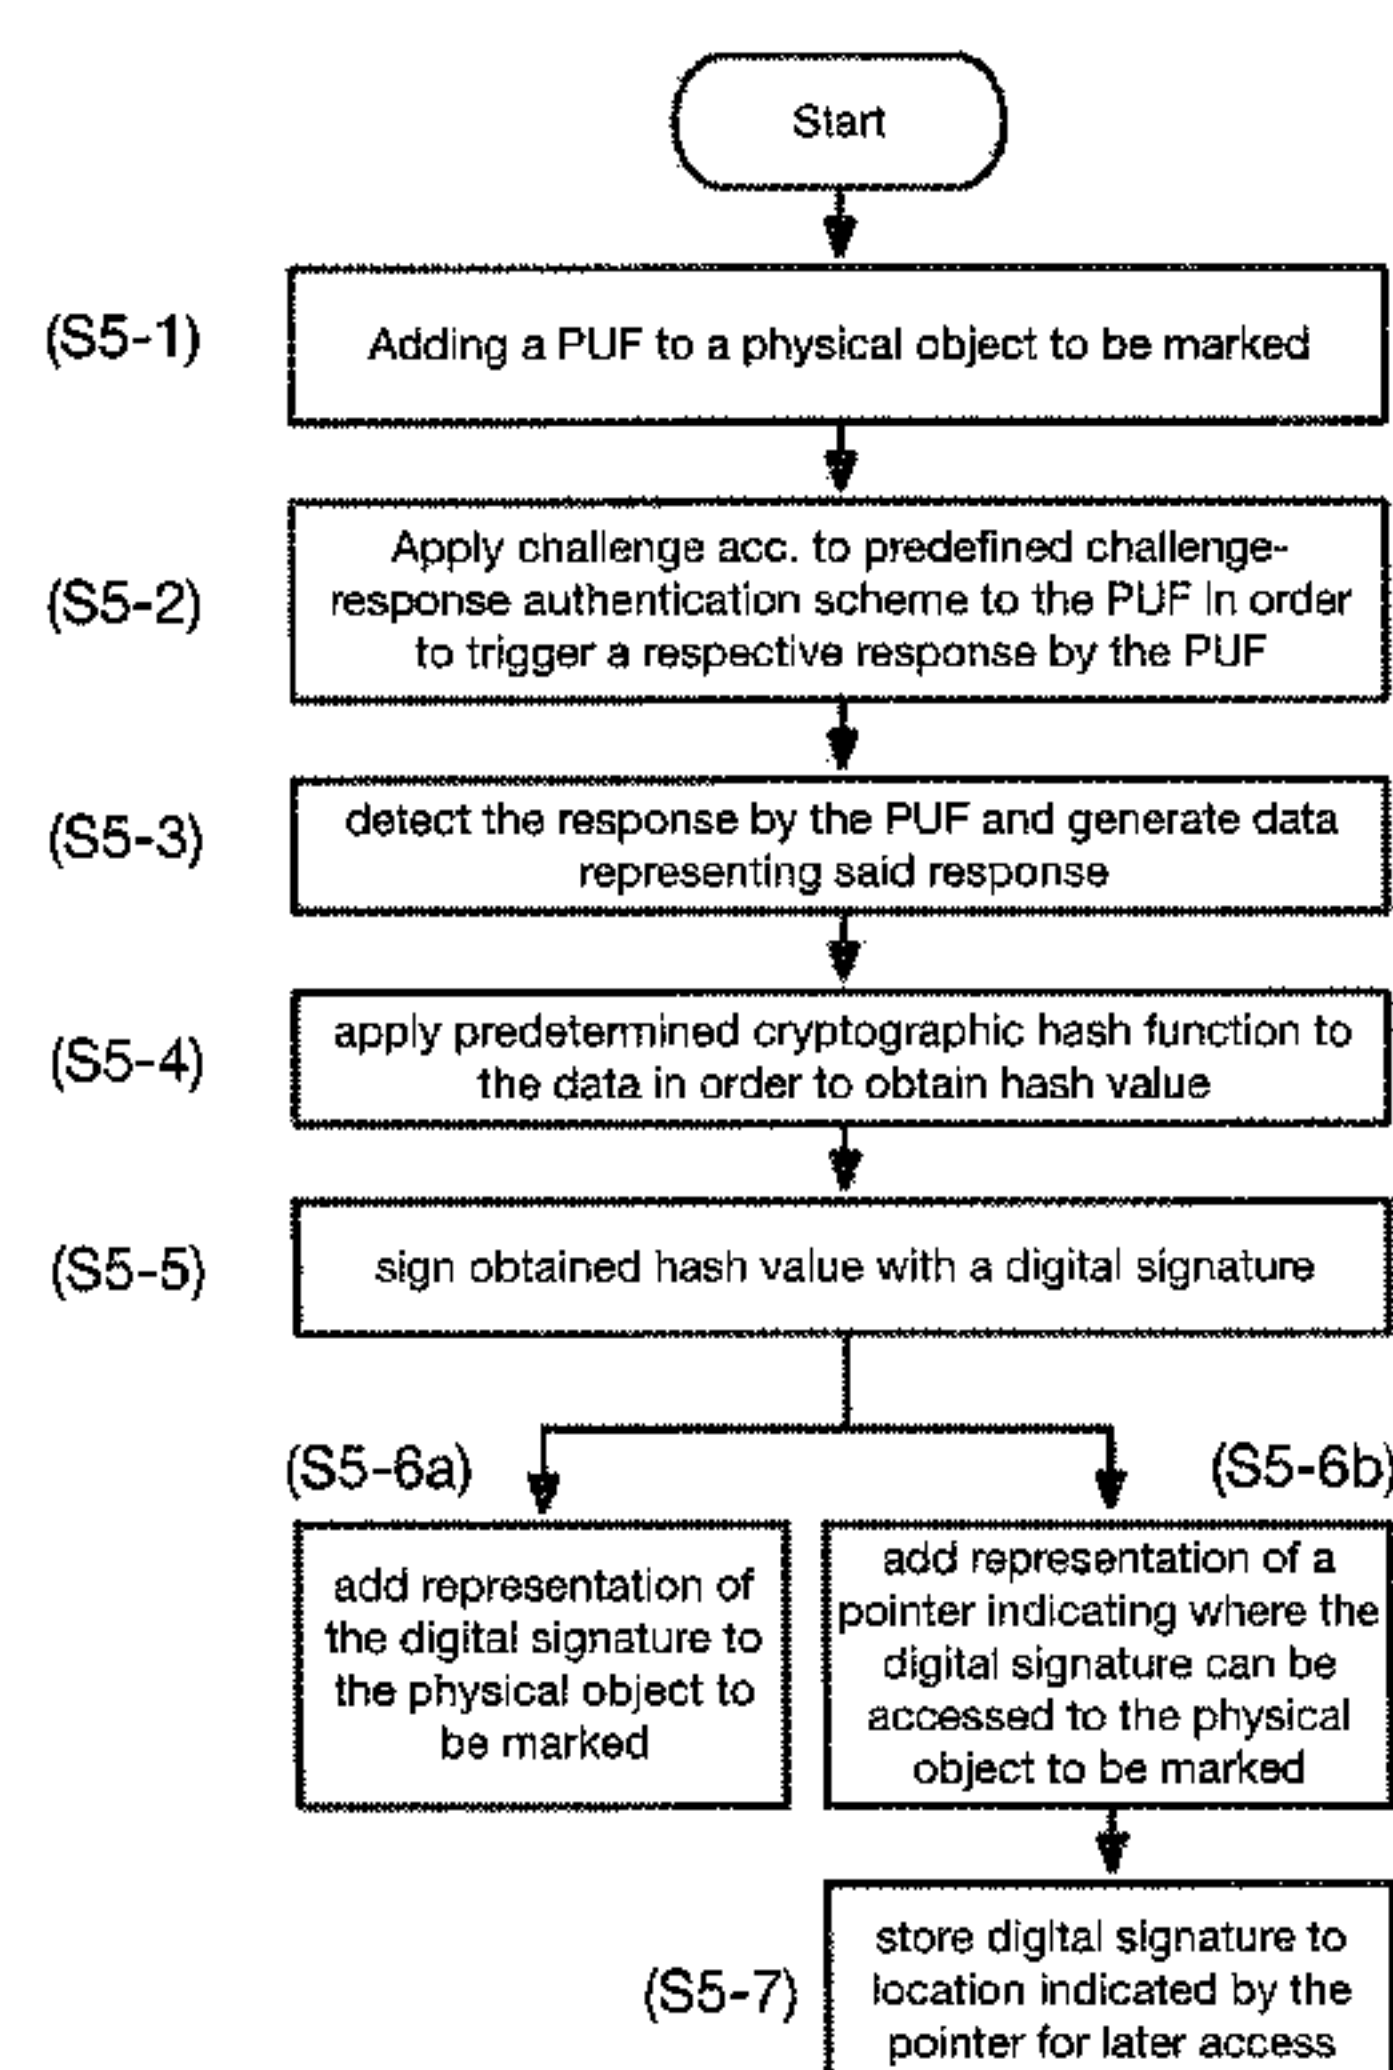 Start
(S5-1)
Adding a PUF to a physical object to be marked
(S5-2)
Apply challenge acc. to predefined challenge-
response authentication scheme to the PUF in order
to trigger a respective response by the PUF
(S5-3)
detect the response by the PUF and generate data
representing said response
(S5-4)
apply predetermined cryptographic hash function to
the data in order to obtain hash value
(S5-5)
sign obtained hash value with a digital signature
(S5-6a)
add representation of
the digital signature to
the physical object to
be marked
(S5-6b)
add representation of a
pointer indicating where the
digital signature can be
accessed to the physical
object to be marked
(S5-7)
store digital signature to
location indicated by the
pointer for later access